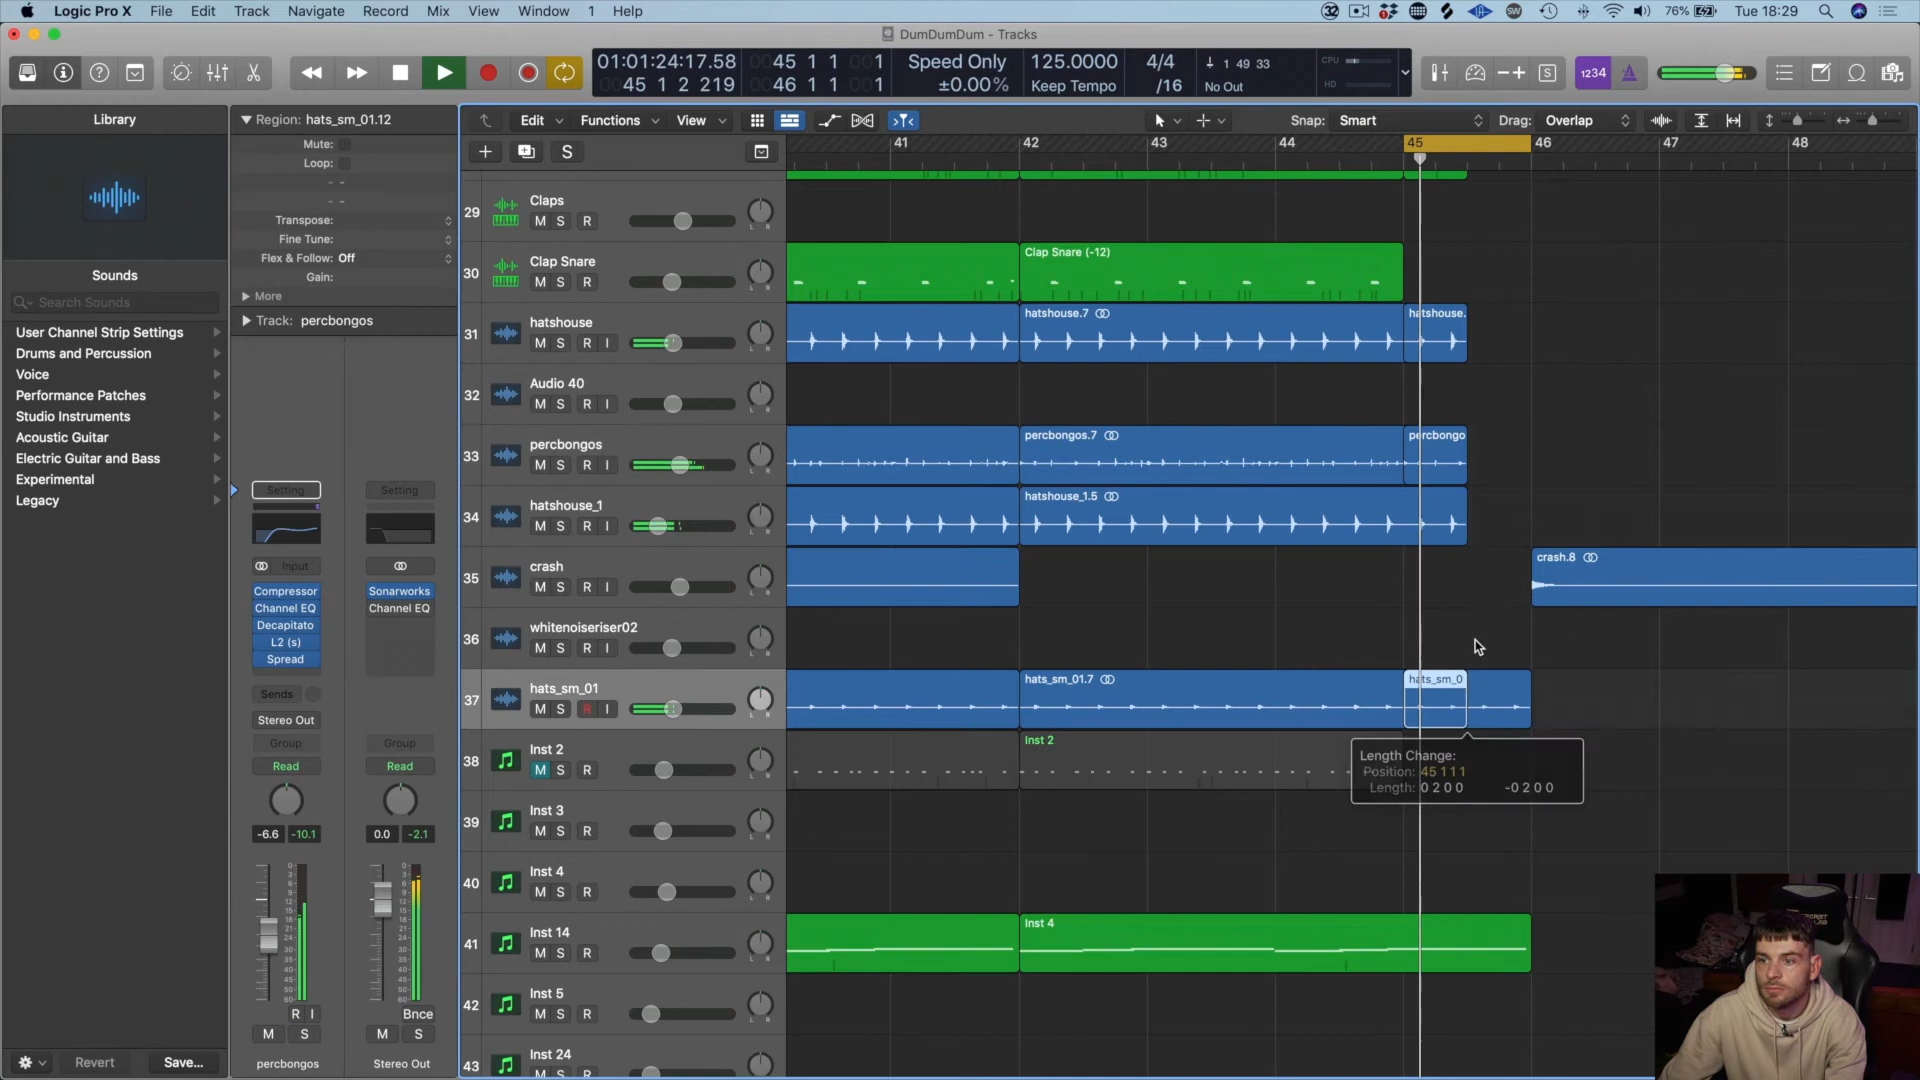 Logic Pro X File Edit Track Navigate Record Mix View Window 1 Help
76% Tue 18:29
DumDumDum - Tracks
01:01:24:17.58 0045 1 1 001 Speed Only 125.0000 4/4 1 49 33 CPU
0045 1 2 219 0046 1 1 001 ±0.00% Keep Tempo /16 No Out HD
1234
S
Library
Region: hats_sm_01.12
Edit Functions View Snap: Smart Drag: Overlap
Mute:
Loop:
- -
- -
Transpose:
Fine Tune:
Flex & Follow: Off
Gain:
More
Track: percbongos
S
41 42 43 44 45 46 47 48
Sounds
Search Sounds
User Channel Strip Settings
Drums and Percussion
Voice
Performance Patches
Studio Instruments
Acoustic Guitar
Electric Guitar and Bass
Experimental
Legacy
Setting Setting
Input
Compressor Sonarworks
Channel EQ Channel EQ
Decapitato
L2 (s)
Spread
Sends
Stereo Out
Group Group
Read Read
-6.6 -10.1 0.0 -2.1
R I Bnce
M S M S
percbongos Stereo Out
Revert Save...
29 Claps
M S R
30 Clap Snare
M S R
Clap Snare (-12)
31 hatshouse
M S R I
hatshouse.7 hatshouse.
32 Audio 40
M S R I
33 percbongos
M S R I
percbongos.7 percbongo
34 hatshouse_1
M S R I
hatshouse_1.5
35 crash
M S R I
crash.8
36 whitenoiseriser02
M S R I
37 hats_sm_01
M S R I
hats_sm_01.7 hats_sm_0
38 Inst 2
M S R
Inst 2
Length Change:
Position: 45 1 1 1
Length: 0 2 0 0 -0 2 0 0
39 Inst 3
M S R
40 Inst 4
M S R
41 Inst 14
M S R
Inst 4
42 Inst 5
M S R
43 Inst 24
M S R